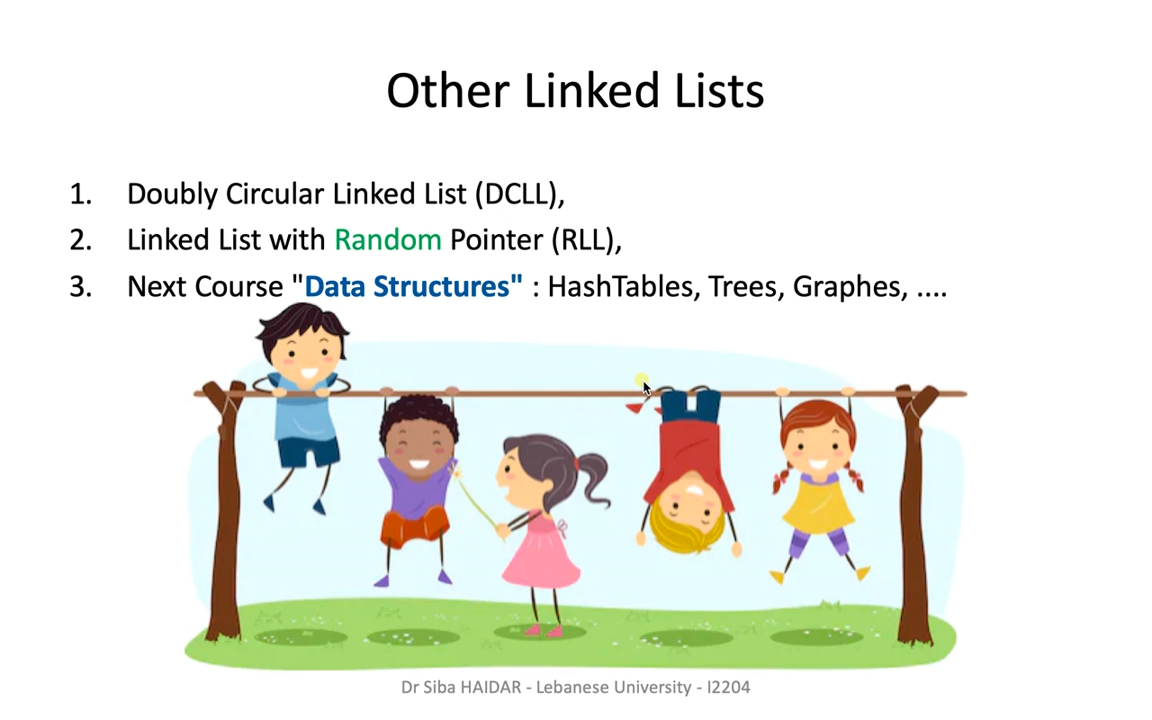 Other Linked Lists
1. Doubly Circular Linked List (DCLL),
2. Linked List with Random Pointer (RLL),
3. Next Course "Data Structures" : HashTables, Trees, Graphes, ....
Dr Siba HAIDAR - Lebanese University - I2204